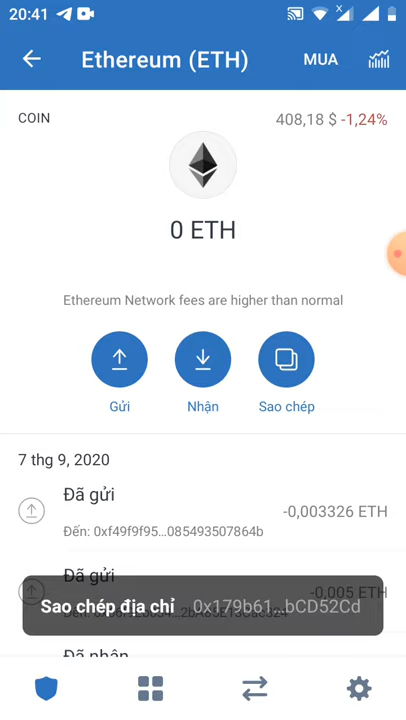 20:41
Ethereum (ETH) MUA
COIN 408,18 $ -1,24%
0 ETH
Ethereum Network fees are higher than normal
Gửi Nhận Sao chép
7 thg 9, 2020
Đã gửi
-0,003326 ETH
Đến: 0xf49f9f95...085493507864b
Đã gửi
-0,005 ETH
Sao chép địa chỉ 0x179b61...bCD52Cd
Đã nhận